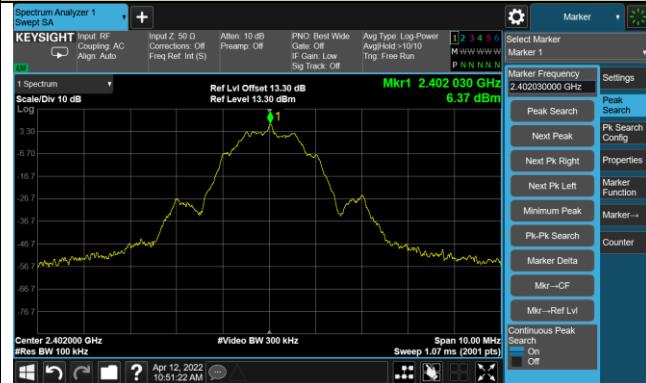 Spectrum Analyzer 1
Swept SA
+
Marker
KEYSIGHT
Input: RF
Coupling: AC
Align: Auto
Input Z: 50 Ω
Corrections: Off
Freq Ref: Int (S)
Atten: 10 dB
Preamp: Off
PNO: Best Wide
Gate: Off
IF Gain: Low
Sig Track: Off
Avg Type: Log-Power
Avg|Hold:>10/10
Trig: Free Run
1 2 3 4 5 6
M W W W W W
P N N N N N
Select Marker
Marker 1
1 Spectrum
Scale/Div 10 dB
Ref Lvl Offset 13.30 dB
Ref Level 13.30 dBm
Mkr1 2.402 030 GHz
6.37 dBm
Log
1
3.30
-6.70
-16.7
-26.7
-36.7
-46.7
-56.7
-66.7
-76.7
Center 2.402000 GHz
#Res BW 100 kHz
#Video BW 300 kHz
Span 10.00 MHz
Sweep 1.07 ms (2001 pts)
Marker Frequency
2.402030000 GHz
Peak Search
Next Peak
Next Pk Right
Next Pk Left
Minimum Peak
Pk-Pk Search
Marker Delta
Mkr→CF
Mkr→Ref Lvl
Continuous Peak
Search
On
Off
Settings
Peak
Search
Pk Search
Config
Properties
Marker
Function
Marker→
Counter
?
Apr 12, 2022
10:51:22 AM